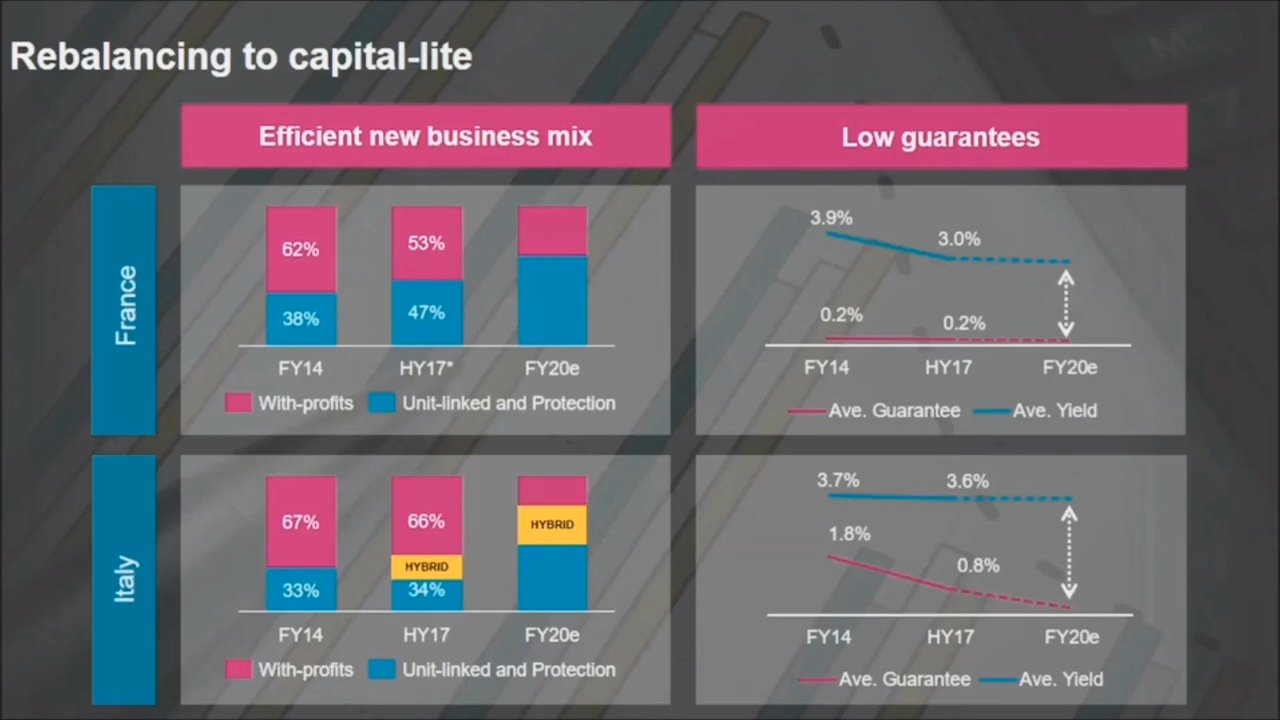 Rebalancing to capital-lite
Efficient new business mix
Low guarantees
France
62%
53%
38%
47%
FY14
HY17*
FY20e
With-profits
Unit-linked and Protection
3.9%
3.0%
0.2%
0.2%
FY14
HY17
FY20e
Ave. Guarantee
Ave. Yield
Italy
67%
66%
HYBRID
HYBRID
33%
34%
FY14
HY17
FY20e
With-profits
Unit-linked and Protection
3.7%
3.6%
1.8%
0.8%
FY14
HY17
FY20e
Ave. Guarantee
Ave. Yield